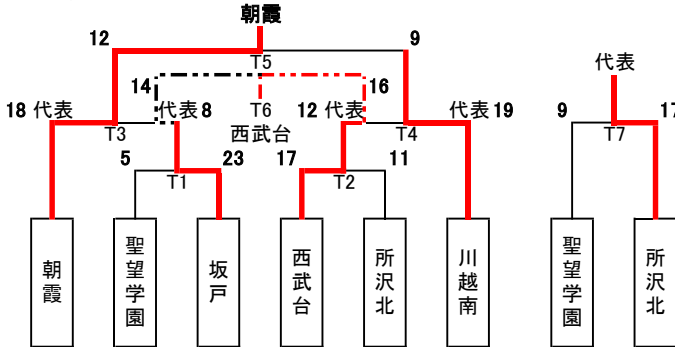 朝霞
12
9
T5
14
16
代表
18 代表
代表 8
T6
12 代表
代表 19
9
17
T3
西武台
T4
T7
5
23
17
11
T1
T2
朝霞
聖望学園
坂戸
西武台
所沢北
川越南
聖望学園
所沢北